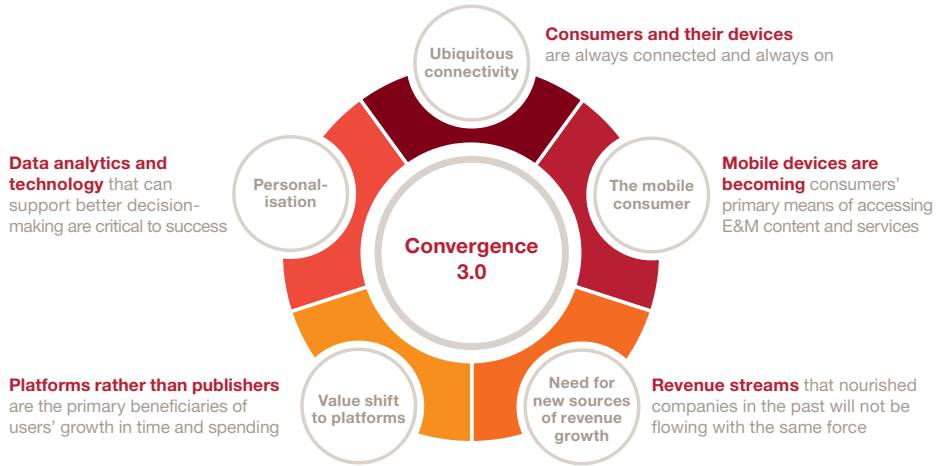 Ubiquitous
connectivity
Consumers and their devices
are always connected and always on
The mobile
consumer
Mobile devices are
becoming consumers’
primary means of accessing
E&M content and services
Need for
new sources
of revenue
growth
Revenue streams that nourished
companies in the past will not be
flowing with the same force
Value shift
to platforms
Platforms rather than publishers
are the primary beneficiaries of
users’ growth in time and spending
Personal-
isation
Data analytics and
technology that can
support better decision-
making are critical to success
Convergence
3.0